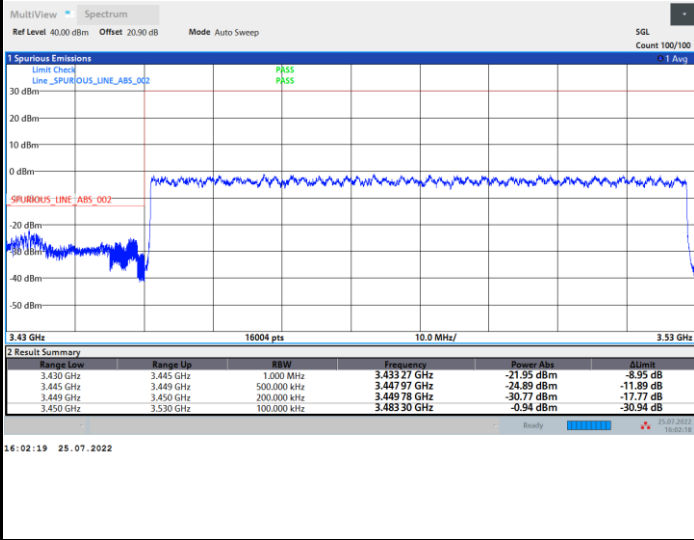 MultiView Spectrum
Ref Level 40.00 dBm Offset 20.90 dB Mode Auto Sweep SGL
Count 100/100
1 Spurious Emissions 1 Avg
Limit Check PASS
Line _SPURIOUS_LINE_ABS_002 PASS
30 dBm
20 dBm
10 dBm
0 dBm
SPURIOUS_LINE_ABS_002
-20 dBm
-30 dBm
-40 dBm
-50 dBm
3.43 GHz 16004 pts 10.0 MHz/ 3.53 GHz
2 Result Summary
Range Low Range Up RBW Frequency Power Abs ΔLimit
3.430 GHz 3.445 GHz 1.000 MHz 3.433 27 GHz -21.95 dBm -8.95 dB
3.445 GHz 3.449 GHz 500.000 kHz 3.447 97 GHz -24.89 dBm -11.89 dB
3.449 GHz 3.450 GHz 200.000 kHz 3.449 78 GHz -30.77 dBm -17.77 dB
3.450 GHz 3.530 GHz 100.000 kHz 3.483 30 GHz -0.94 dBm -30.94 dB
Ready 25.07.2022
16:02:18
16:02:19 25.07.2022